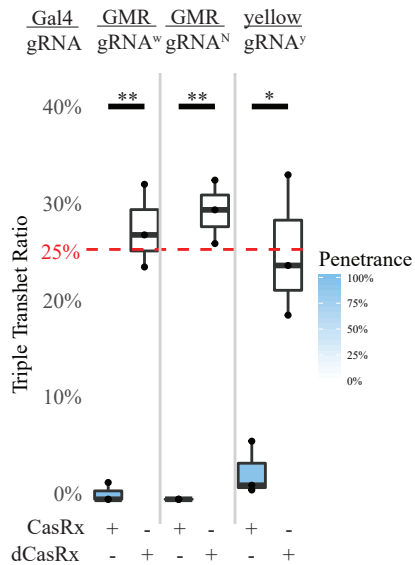 Gal4 GMR GMR yellow
gRNA gRNAʷ gRNAᴺ gRNAʸ
40% ** ** *
30%
25%
20%
10%
0%
Triple Transhet Ratio
Penetrance
100%
75%
50%
25%
0%
CasRx + - + - + -
dCasRx - + - + - +